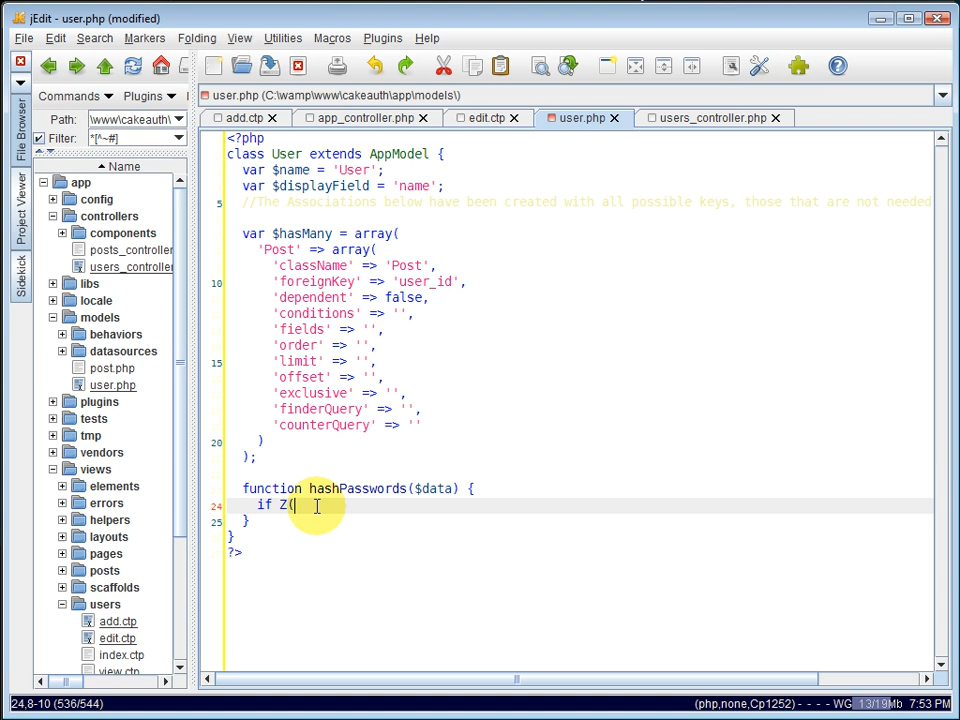 jEdit - user.php (modified)
File Edit Search Markers Folding View Utilities Macros Plugins Help
Commands Plugins
Path: \www\cakeauth\
Filter: *[^~#]
Name
File Browser
Project Viewer
Sidekick
app
config
controllers
components
posts_controller
users_controller
libs
locale
models
behaviors
datasources
post.php
user.php
plugins
tests
tmp
vendors
views
elements
errors
helpers
layouts
pages
posts
scaffolds
users
add.ctp
edit.ctp
index.ctp
view.ctp
user.php (C:\wamp\www\cakeauth\app\models\)
add.ctp app_controller.php edit.ctp user.php users_controller.php
<?php
class User extends AppModel {
var $name = 'User';
var $displayField = 'name';
5 //The Associations below have been created with all possible keys, those that are not needed
var $hasMany = array(
'Post' => array(
'className' => 'Post',
10 'foreignKey' => 'user_id',
'dependent' => false,
'conditions' => '',
'fields' => '',
'order' => '',
15 'limit' => '',
'offset' => '',
'exclusive' => '',
'finderQuery' => '',
'counterQuery' => ''
20 )
);
function hashPasswords($data) {
24 if Z(
25 }
}
?>
24,8-10 (536/544)
(php,none,Cp1252) - - - - WG 13/19Mb 7:53 PM